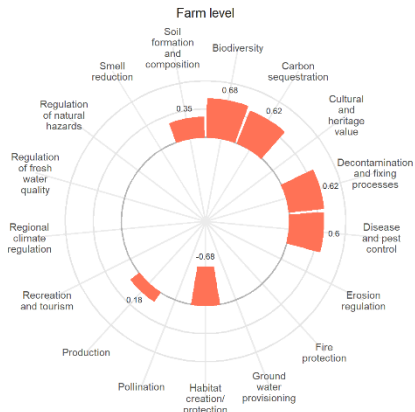 Farm level
Soil
formation
and
composition
Biodiversity
Smell
reduction
Carbon
sequestration
0.68
0.35
0.62
Cultural
and
heritage
value
Regulation
of natural
hazards
Decontamination
and fixing
processes
0.62
Regulation
of fresh
water
quality
Regional
climate
regulation
0.6
Disease
and pest
control
-0.68
Recreation
and tourism
0.18
Erosion
regulation
Production
Fire
protection
Pollination
Habitat
creation/
protection
Ground
water
provisioning